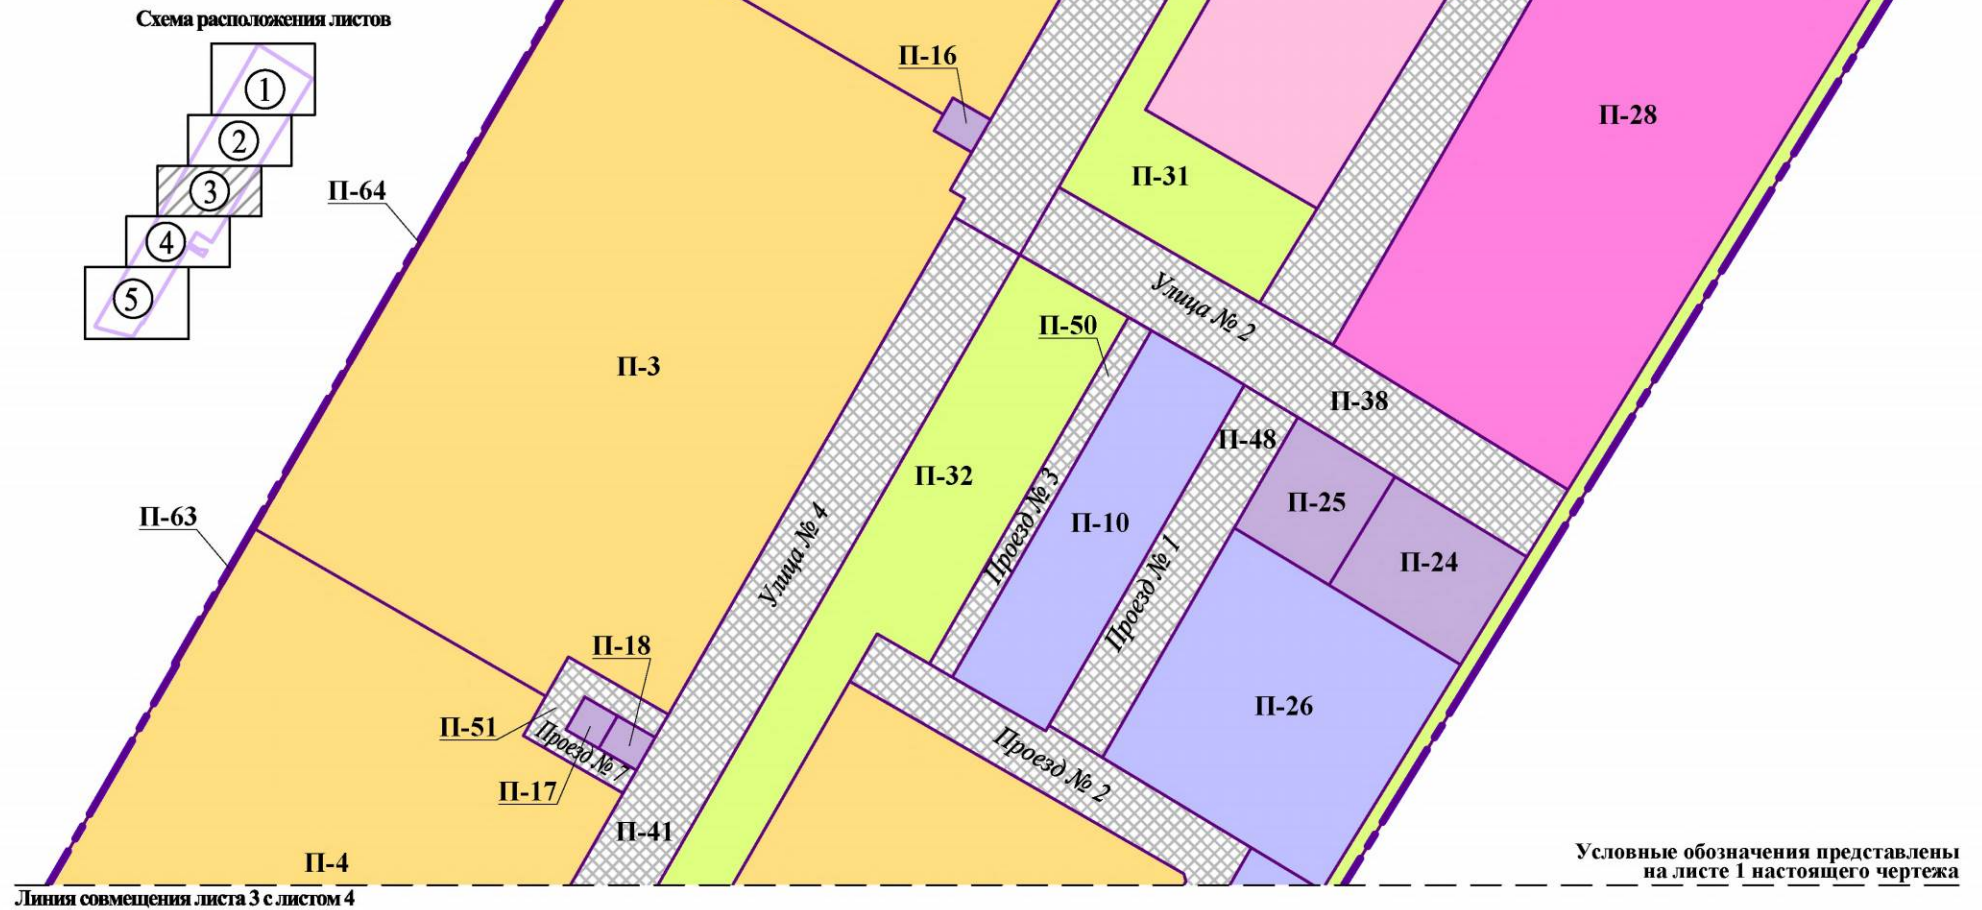 Схема расположения листов
1
2
3
4
5
П-16
П-28
П-31
П-64
Улица № 2
П-50
П-3
П-38
П-48
П-32
П-25
Проезд № 3
П-10
П-63
Улица № 4
П-24
Проезд № 1
П-18
П-26
П-51
Проезд № 7
Проезд № 2
П-17
П-41
П-4
Условные обозначения представлены
на листе 1 настоящего чертежа
Линия совмещения листа 3 с листом 4